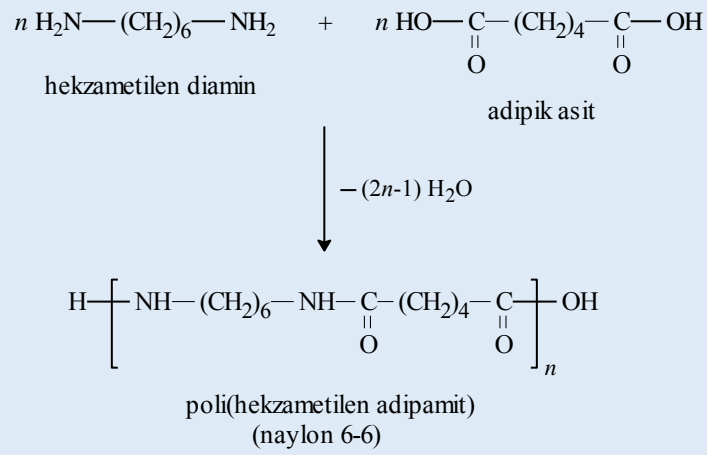 n H2N—(CH2)6—NH2 + n HO—C—(CH2)4—C—OH
O O
hekzametilen diamin
adipik asit
—(2n-1) H2O
H—[NH—(CH2)6—NH—C—(CH2)4—C]—OH
O O
n
poli(hekzametilen adipamit)
(naylon 6-6)